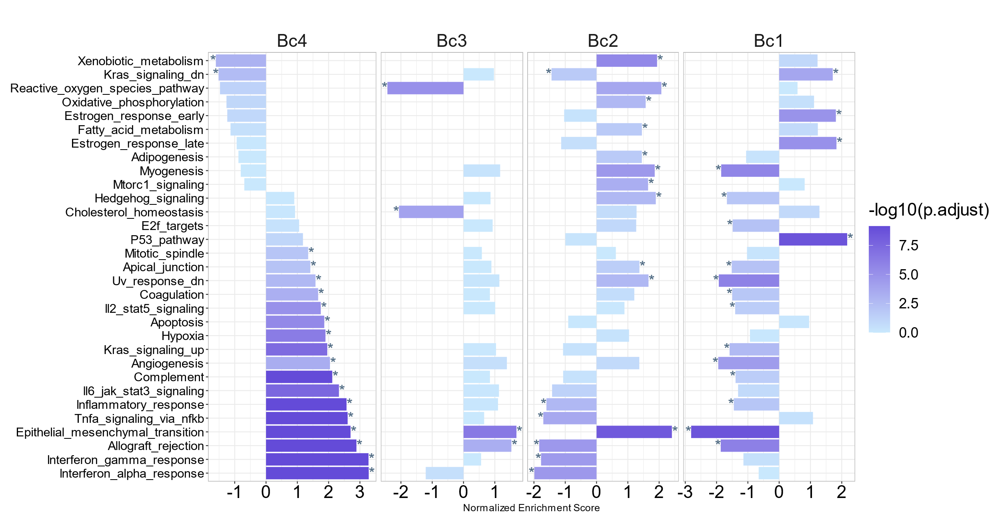 Bc4 Bc3 Bc2 Bc1
Xenobiotic_metabolism
Kras_signaling_dn
Reactive_oxygen_species_pathway
Oxidative_phosphorylation
Estrogen_response_early
Fatty_acid_metabolism
Estrogen_response_late
Adipogenesis
Myogenesis
Mtorc1_signaling
Hedgehog_signaling
Cholesterol_homeostasis
E2f_targets
P53_pathway
Mitotic_spindle
Apical_junction
Uv_response_dn
Coagulation
Il2_stat5_signaling
Apoptosis
Hypoxia
Kras_signaling_up
Angiogenesis
Complement
Il6_jak_stat3_signaling
Inflammatory_response
Tnfa_signaling_via_nfkb
Epithelial_mesenchymal_transition
Allograft_rejection
Interferon_gamma_response
Interferon_alpha_response
-1 0 1 2 3 -2 -1 0 1 -2 -1 0 1 2 -3 -2 -1 0 1 2
Normalized Enrichment Score
-log10(p.adjust)
7.5
5.0
2.5
0.0